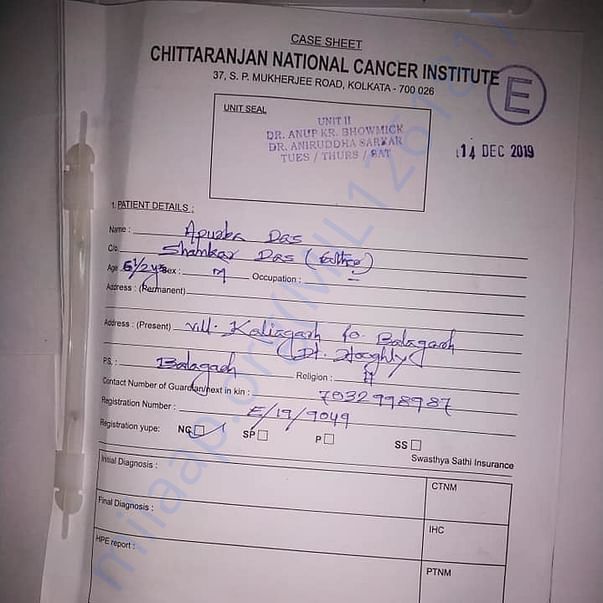 CASE SHEET
CHITTARANJAN NATIONAL CANCER INSTITUTE
37, S. P. MUKHERJEE ROAD, KOLKATA - 700 026
E
UNIT SEAL
UNIT II
DR. ANUP KR. BHOWMICK
DR. ANIRUDDHA SARKAR
TUES / THURS / SAT
14 DEC 2019
1. PATIENT DETAILS :
Name : Apurba Das
C/o. Shankar Das (father)
Age 6 1/2 yrs Sex : M Occupation : –
Address : (Permanent)
Address : (Present) Vill. Kaliagarh Po. Balagarh
Dt. Hooghly
P.S. : Balagarh Religion : H
Contact Number of Guardian/next in kin : 7032998987
Registration Number : E/19/9049
Registration yupe: NG SP P SS
Swasthya Sathi Insurance
Initial Diagnosis :
CTNM
Final Diagnosis :
IHC
HPE report :
PTNM